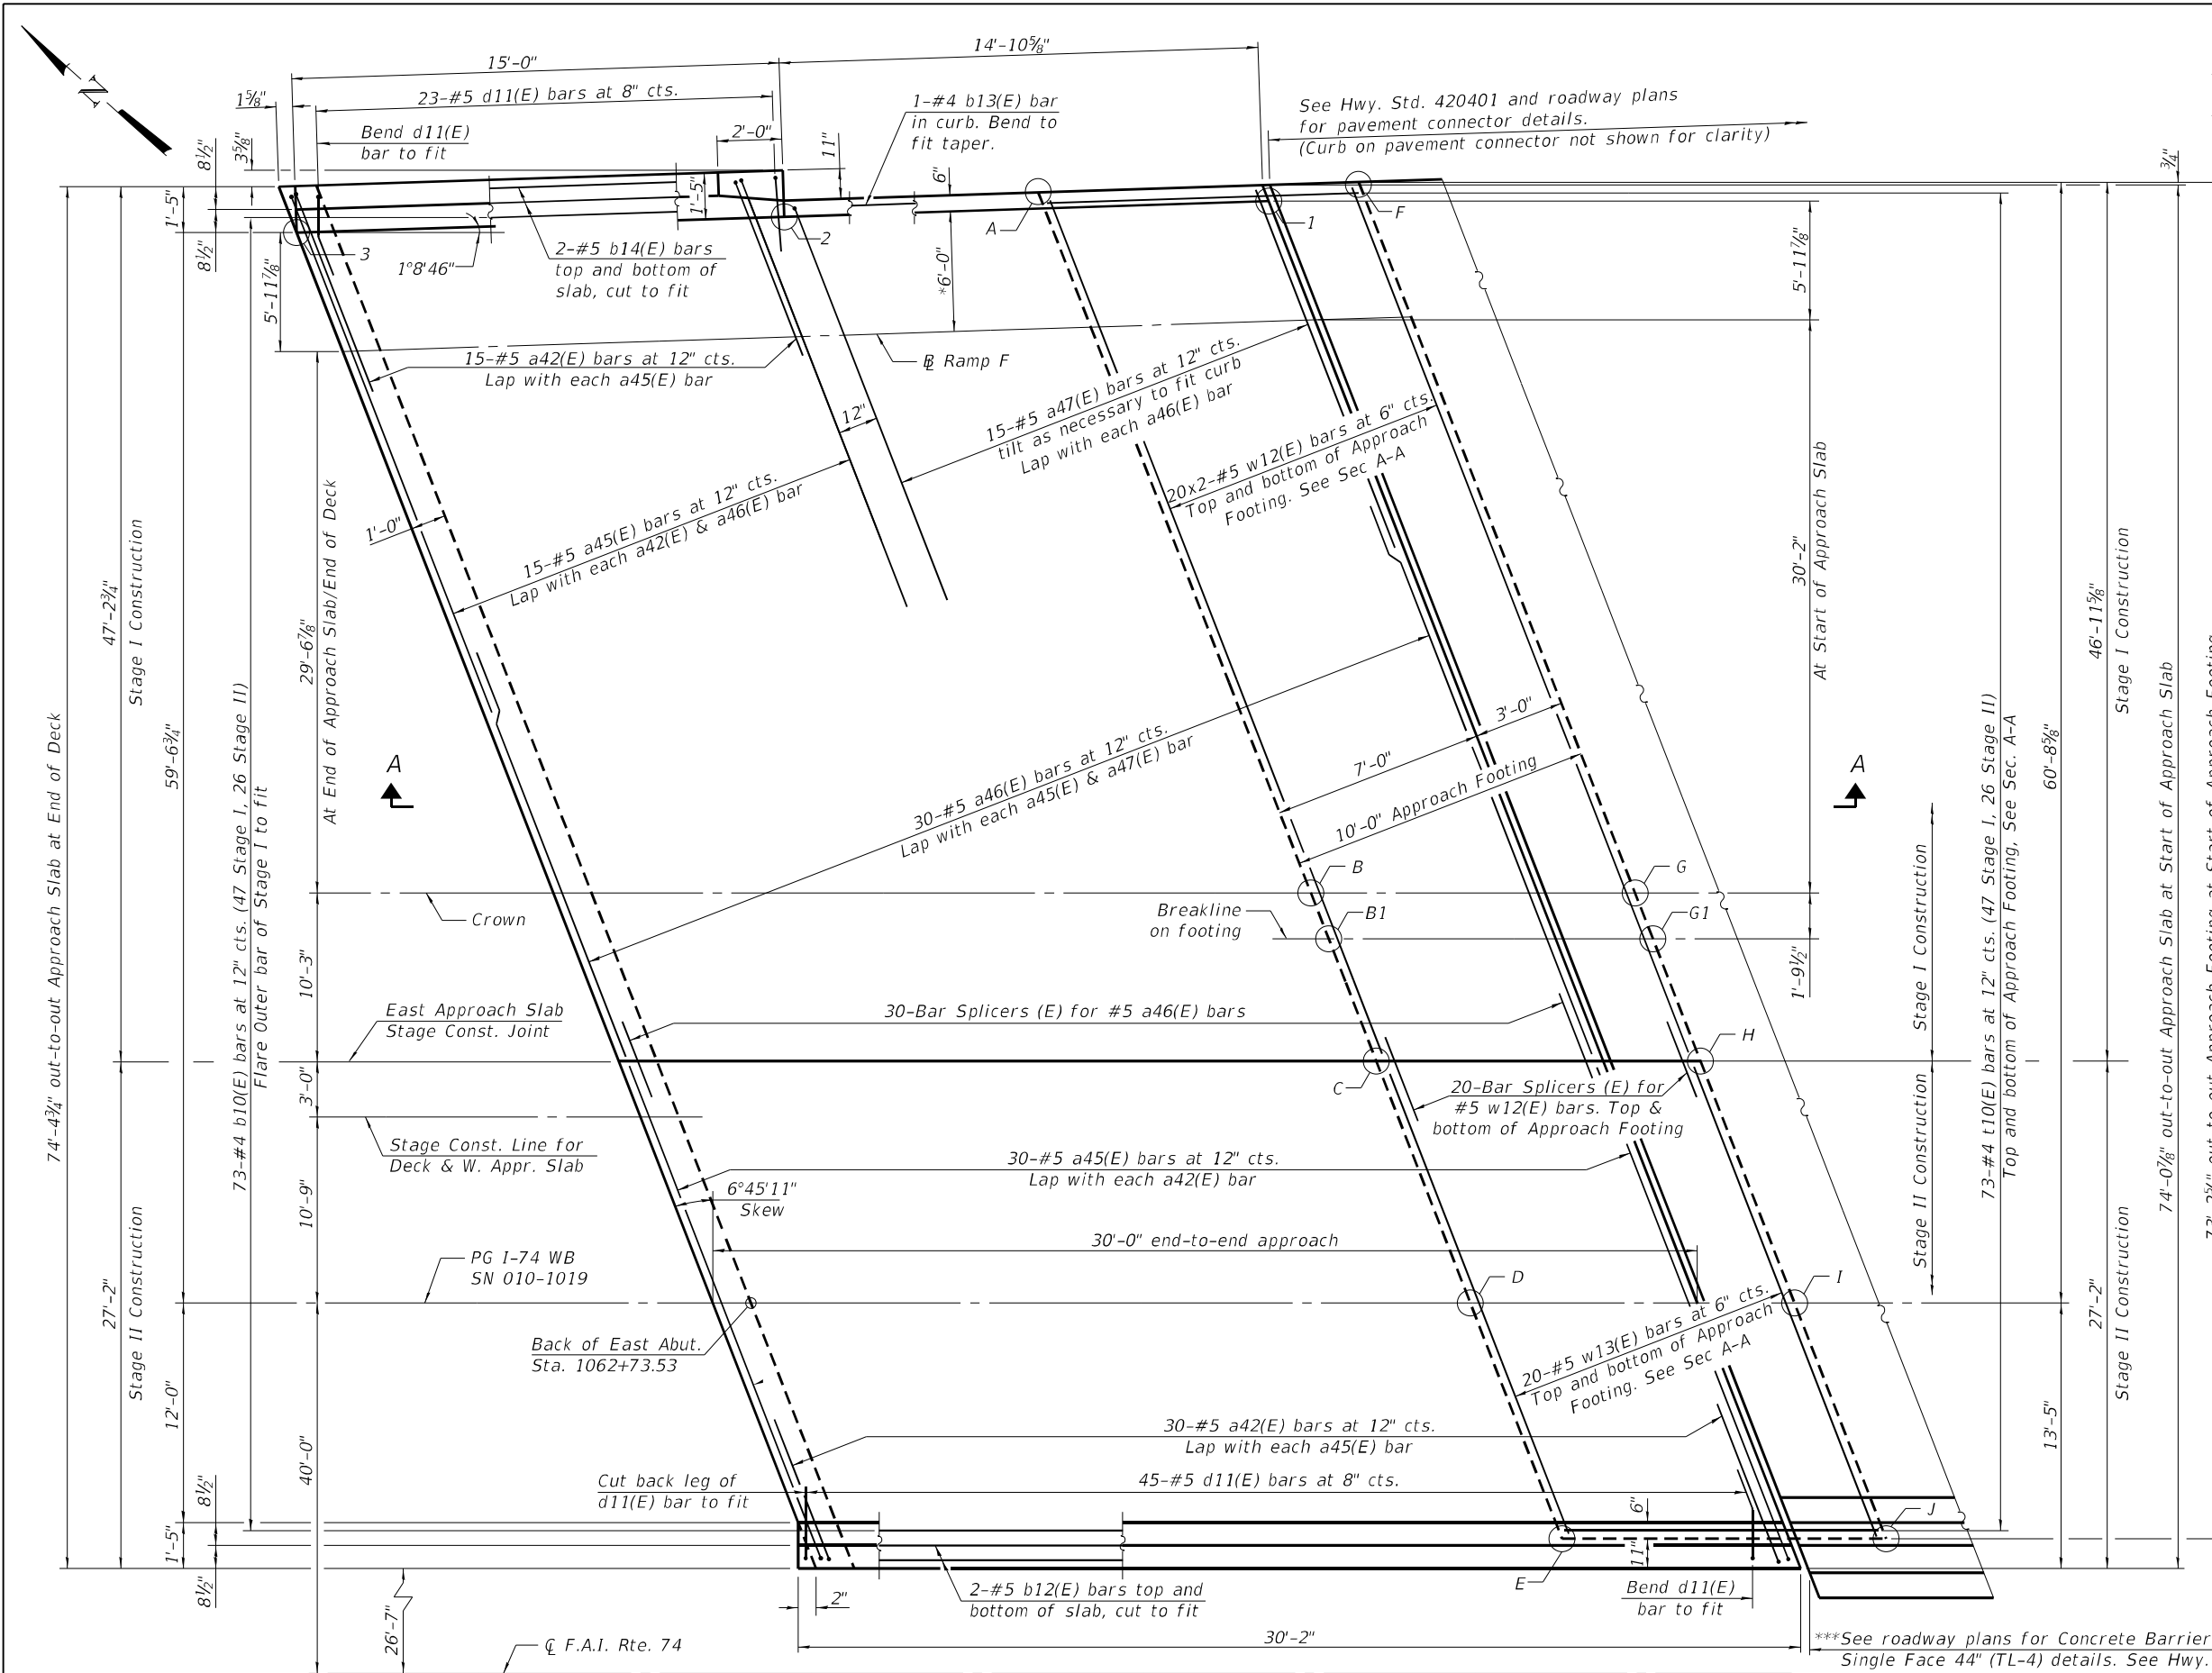 N
15'-0"
14'-10⅝"
1⅝"
23-#5 d11(E) bars at 8" cts.
Bend d11(E)
bar to fit
2'-0"
11"
1-#4 b13(E) bar
in curb. Bend to
fit taper.
See Hwy. Std. 420401 and roadway plans
for pavement connector details.
(Curb on pavement connector not shown for clarity)
¾"
8½"
3⅝"
1'-5"
8½"
1'-5"
6"
A
1
F
2
3
1°8'46"
2-#5 b14(E) bars
top and bottom of
slab, cut to fit
*6'-0"
5'-11⅞"
5'-11⅞"
15-#5 a42(E) bars at 12" cts.
Lap with each a45(E) bar
℄ Ramp F
12"
15-#5 a47(E) bars at 12" cts.
tilt as necessary to fit curb
Lap with each a46(E) bar
20x2-#5 w12(E) bars at 6" cts.
Top and bottom of Approach
Footing. See Sec A-A
1'-0"
15-#5 a45(E) bars at 12" cts.
Lap with each a42(E) & a46(E) bar
47'-2¾"
Stage I Construction
29'-6⅞"
At End of Approach Slab/End of Deck
30'-2"
At Start of Approach Slab
46'-11⅝"
Stage I Construction
74'-4¾" out-to-out Approach Slab at End of Deck
59'-6¾"
73-#4 b10(E) bars at 12" cts. (47 Stage I, 26 Stage II)
Flare Outer bar of Stage I to fit
A
A
30-#5 a46(E) bars at 12" cts.
Lap with each a45(E) & a47(E) bar
7'-0"
3'-0"
10'-0" Approach Footing
73-#4 t10(E) bars at 12" cts. (47 Stage I, 26 Stage II)
Top and bottom of Approach Footing, See Sec. A-A
60'-8⅝"
74'-0⅞" out-to-out Approach Slab at Start of Approach Slab
Crown
B
G
Breakline
on footing
B1
G1
1'-9½"
10'-3"
East Approach Slab
Stage Const. Joint
30-Bar Splicers (E) for #5 a46(E) bars
Stage I Construction
H
C
3'-0"
20-Bar Splicers (E) for
#5 w12(E) bars. Top &
bottom of Approach Footing
Stage Const. Line for
Deck & W. Appr. Slab
30-#5 a45(E) bars at 12" cts.
Lap with each a42(E) bar
Stage II Construction
10'-9"
6°45'11"
Skew
30'-0" end-to-end approach
PG I-74 WB
SN 010-1019
D
I
27'-2"
Stage II Construction
27'-2"
Stage II Construction
Back of East Abut.
Sta. 1062+73.53
20-#5 w13(E) bars at 6" cts.
Top and bottom of Approach
Footing. See Sec A-A
12'-0"
40'-0"
13'-5"
30-#5 a42(E) bars at 12" cts.
Lap with each a45(E) bar
Cut back leg of
d11(E) bar to fit
45-#5 d11(E) bars at 8" cts.
8½"
1'-5"
8½"
6"
11"
J
E
2"
2-#5 b12(E) bars top and
bottom of slab, cut to fit
Bend d11(E)
bar to fit
26'-7"
℄ F.A.I. Rte. 74
30'-2"
***See roadway plans for Concrete Barrier
Single Face 44" (TL-4) details. See Hwy.